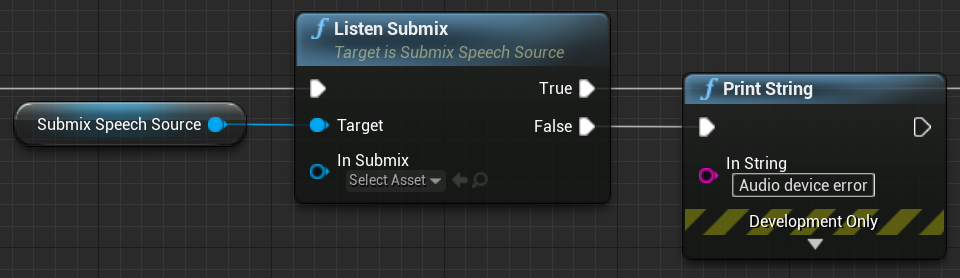 Listen Submix
Target is Submix Speech Source
True
Print String
Submix Speech Source
Target
False
In Submix
Select Asset
In String
Audio device error
Development Only